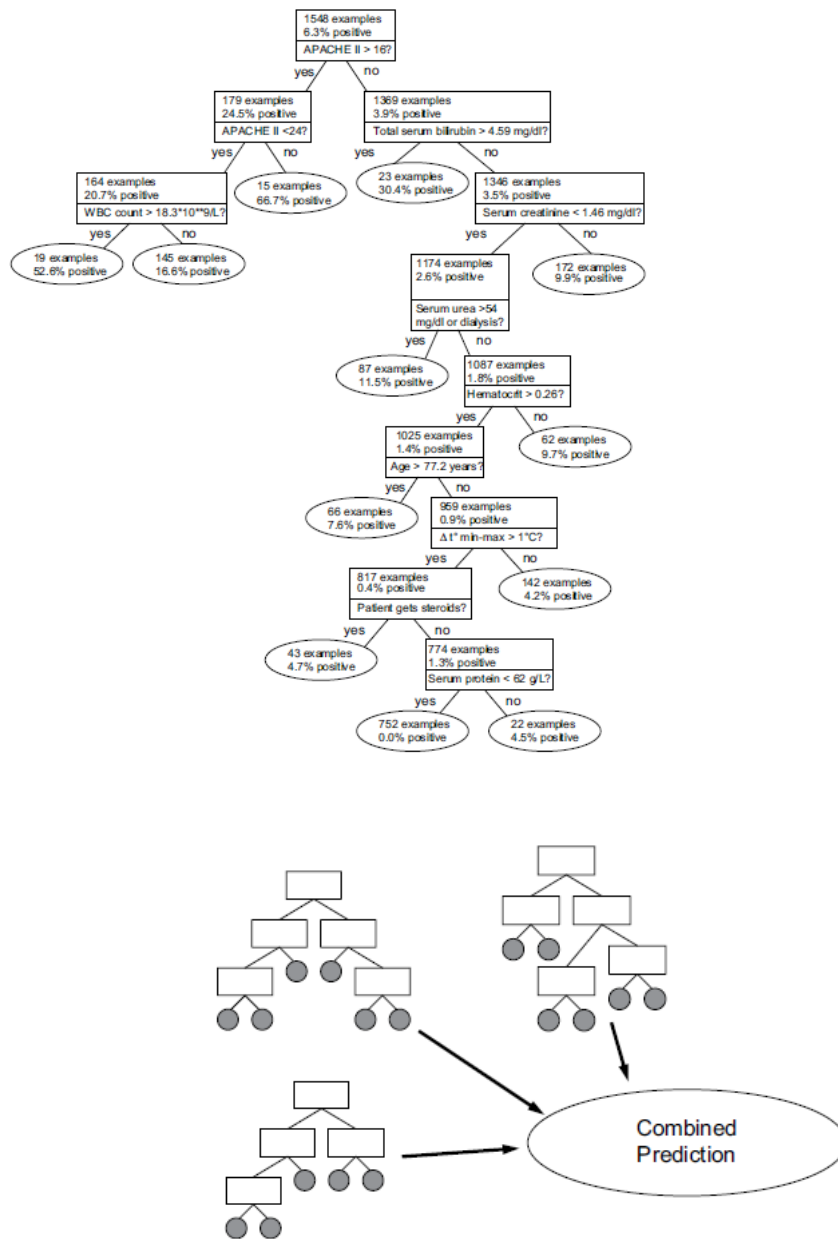 1548 examples
6.3% positive
APACHE II > 16?
yes
no
179 examples
24.5% positive
APACHE II <24?
1369 examples
3.9% positive
Total serum bilirubin > 4.59 mg/dl?
yes
no
yes
no
164 examples
20.7% positive
WBC count > 18.3*10**9/L?
15 examples
66.7% positive
23 examples
30.4% positive
1346 examples
3.5% positive
Serum creatinine < 1.46 mg/dl?
yes
no
yes
no
19 examples
52.6% positive
145 examples
16.6% positive
1174 examples
2.6% positive
Serum urea >54
mg/dl or dialysis?
172 examples
9.9% positive
yes
no
87 examples
11.5% positive
1087 examples
1.8% positive
Hematocrit > 0.26?
yes
no
1025 examples
1.4% positive
Age > 77.2 years?
62 examples
9.7% positive
yes
no
66 examples
7.6% positive
959 examples
0.9% positive
Δ t° min-max > 1°C?
yes
no
817 examples
0.4% positive
Patient gets steroids?
142 examples
4.2% positive
yes
no
43 examples
4.7% positive
774 examples
1.3% positive
Serum protein < 62 g/L?
yes
no
752 examples
0.0% positive
22 examples
4.5% positive
Combined
Prediction